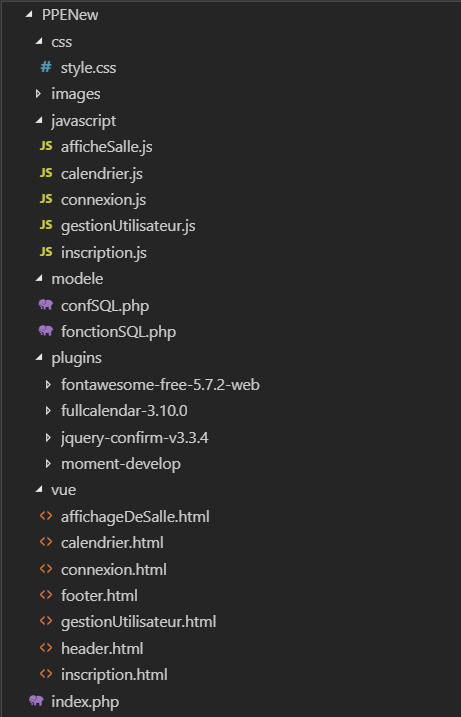 PPENew
css
# style.css
images
javascript
JS afficheSalle.js
JS calendrier.js
JS connexion.js
JS gestionUtilisateur.js
JS inscription.js
modele
confSQL.php
fonctionSQL.php
plugins
fontawesome-free-5.7.2-web
fullcalendar-3.10.0
jquery-confirm-v3.3.4
moment-develop
vue
<> affichageDeSalle.html
<> calendrier.html
<> connexion.html
<> footer.html
<> gestionUtilisateur.html
<> header.html
<> inscription.html
index.php